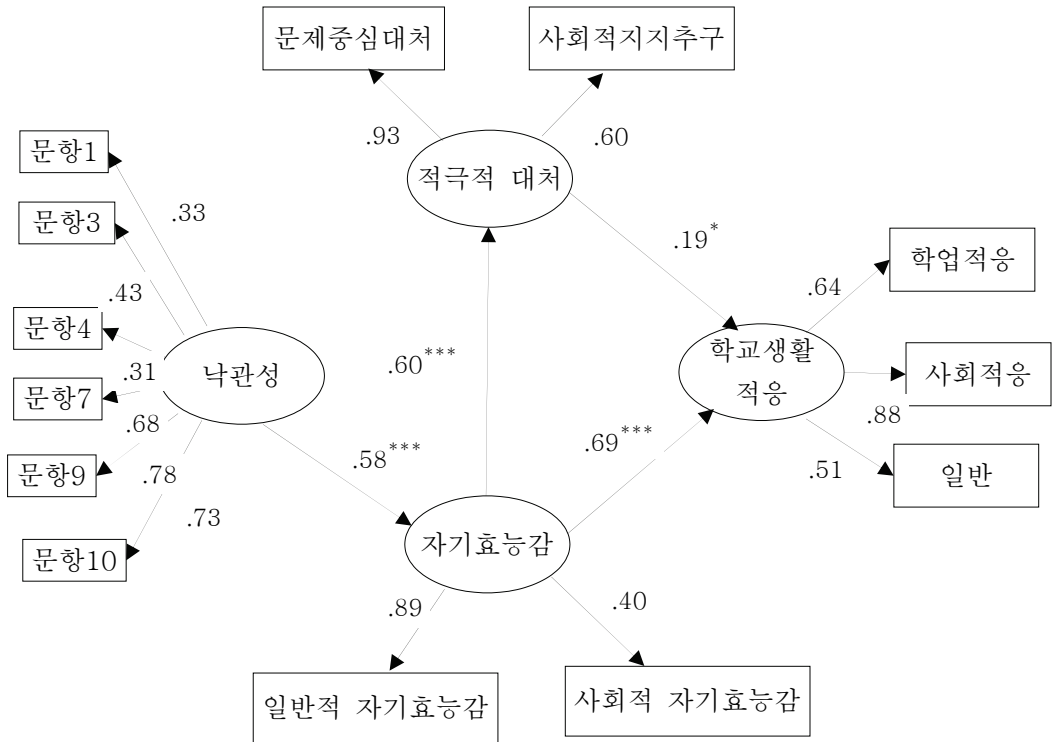 문제중심대처
사회적지지추구
.93
.60
문항1
적극적 대처
.33
문항3
.19*
학업적응
.43
.64
문항4
낙관성
.60***
학교생활
적응
사회적응
.31
문항7
.88
.68
.69***
문항9
.78
.58***
.51
일반
.73
문항10
자기효능감
.89
.40
일반적 자기효능감
사회적 자기효능감